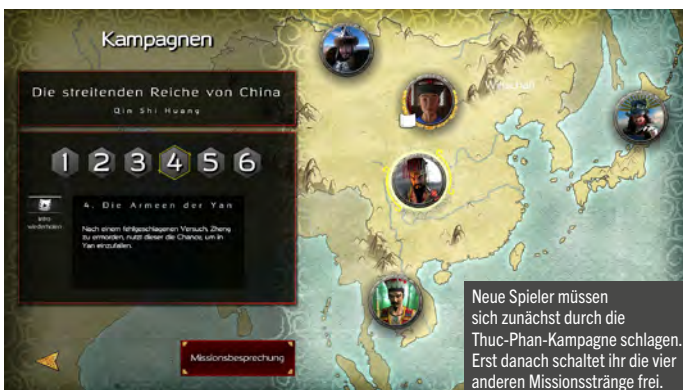 Kampagnen
Die streitenden Reiche von China
Qin Shi Huang
1 2 3 4 5 6
Intro
wiederholen
4. Die Armeen der Yan
Nach einem fehlgeschlagenen Versuch, Zheng
zu ermorden, nutzt dieser die Chance, um in
Yan einzufallen.
Missionsbesprechung
Neue Spieler müssen
sich zunächst durch die
Thuc-Phan-Kampagne schlagen.
Erst danach schaltet ihr die vier
anderen Missionsstränge frei.